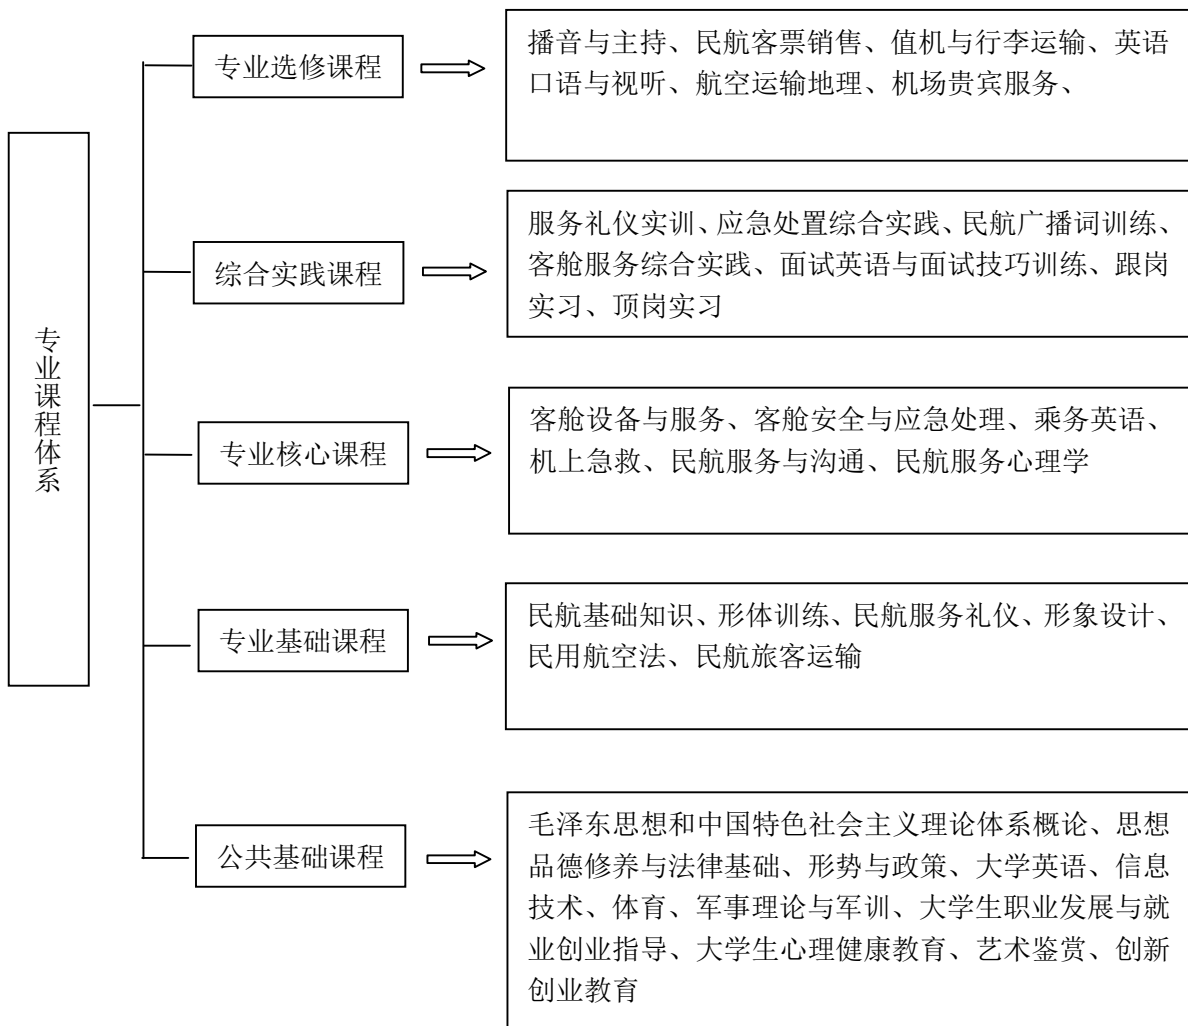 专业课程体系
专业选修课程
播音与主持、民航客票销售、值机与行李运输、英语
口语与视听、航空运输地理、机场贵宾服务、
综合实践课程
服务礼仪实训、应急处置综合实践、民航广播词训练、
客舱服务综合实践、面试英语与面试技巧训练、跟岗
实习、顶岗实习
专业核心课程
客舱设备与服务、客舱安全与应急处理、乘务英语、
机上急救、民航服务与沟通、民航服务心理学
专业基础课程
民航基础知识、形体训练、民航服务礼仪、形象设计、
民用航空法、民航旅客运输
公共基础课程
毛泽东思想和中国特色社会主义理论体系概论、思想
品德修养与法律基础、形势与政策、大学英语、信息
技术、体育、军事理论与军训、大学生职业发展与就
业创业指导、大学生心理健康教育、艺术鉴赏、创新
创业教育